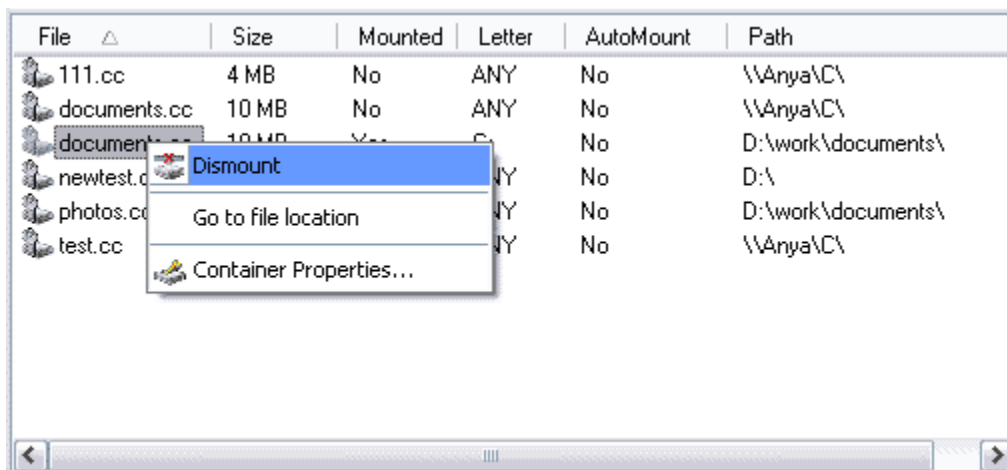 File Size Mounted Letter AutoMount Path
111.cc 4 MB No ANY No \\Anya\C\
documents.cc 10 MB No ANY No \\Anya\C\
No D:\work\documents\
Dismount
No D:\
Go to file location
No D:\work\documents\
test.cc No \\Anya\C\
Container Properties...